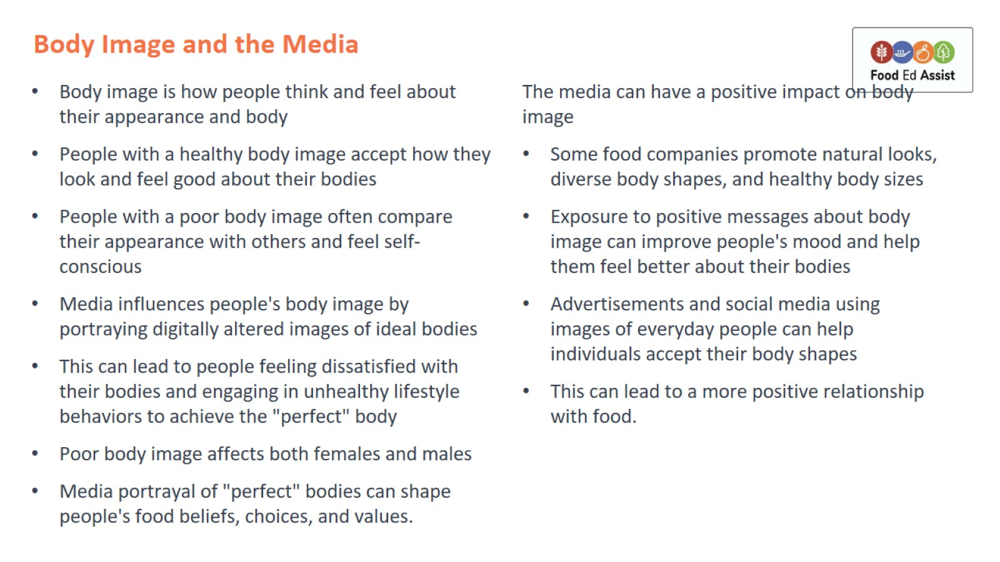 Body Image and the Media
Food Ed Assist
• Body image is how people think and feel about
their appearance and body
• People with a healthy body image accept how they
look and feel good about their bodies
• People with a poor body image often compare
their appearance with others and feel self-
conscious
• Media influences people's body image by
portraying digitally altered images of ideal bodies
• This can lead to people feeling dissatisfied with
their bodies and engaging in unhealthy lifestyle
behaviors to achieve the "perfect" body
• Poor body image affects both females and males
• Media portrayal of "perfect" bodies can shape
people's food beliefs, choices, and values.
The media can have a positive impact on body
image
• Some food companies promote natural looks,
diverse body shapes, and healthy body sizes
• Exposure to positive messages about body
image can improve people's mood and help
them feel better about their bodies
• Advertisements and social media using
images of everyday people can help
individuals accept their body shapes
• This can lead to a more positive relationship
with food.